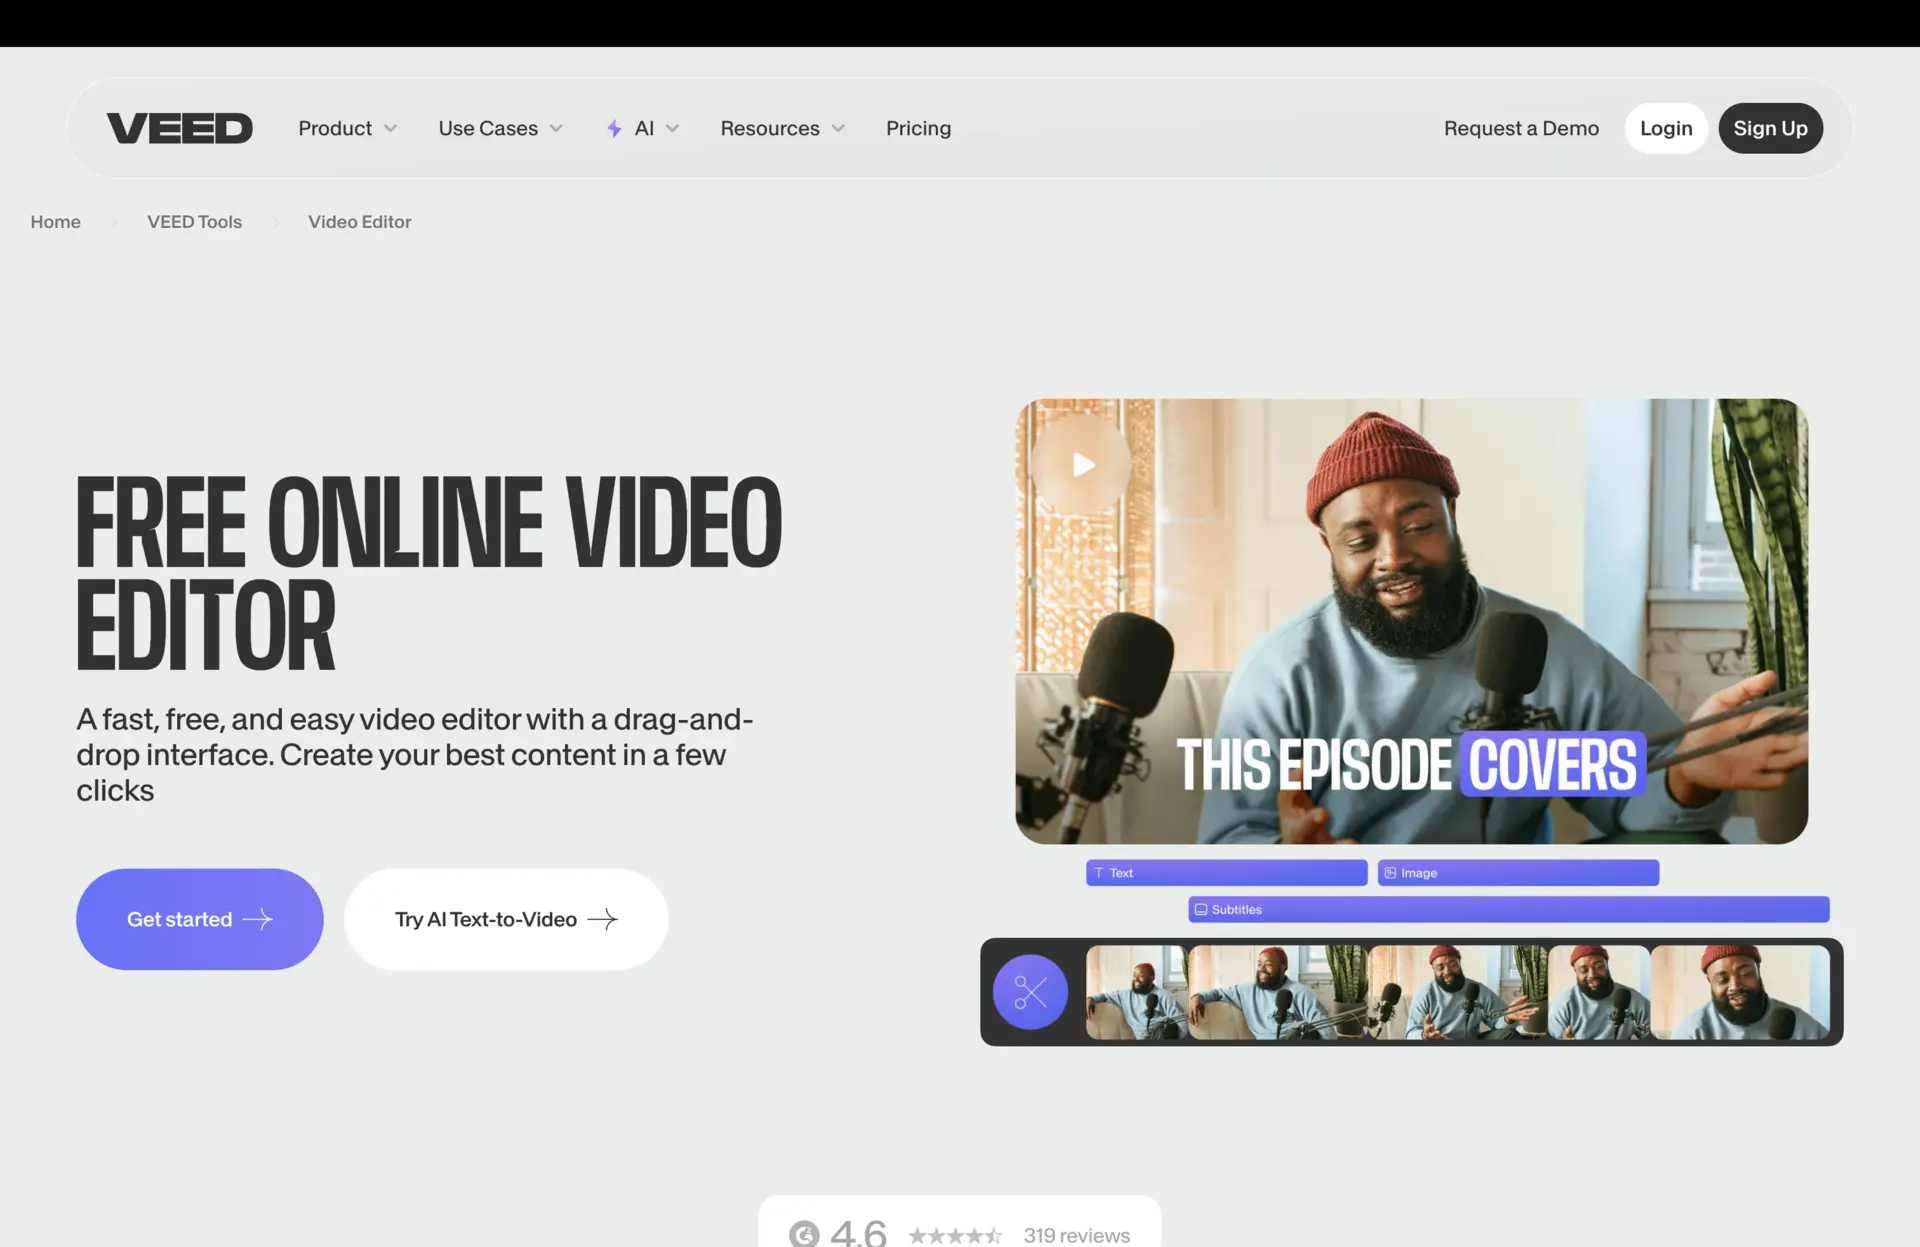 VEED
Product
Use Cases
AI
Resources
Pricing
Request a Demo
Login
Sign Up
Home
VEED Tools
Video Editor
FREE ONLINE VIDEO
EDITOR
A fast, free, and easy video editor with a drag-and-
drop interface. Create your best content in a few
clicks
Get started
Try AI Text-to-Video
THIS EPISODE COVERS
Text
Image
Subtitles
4.6
319 reviews